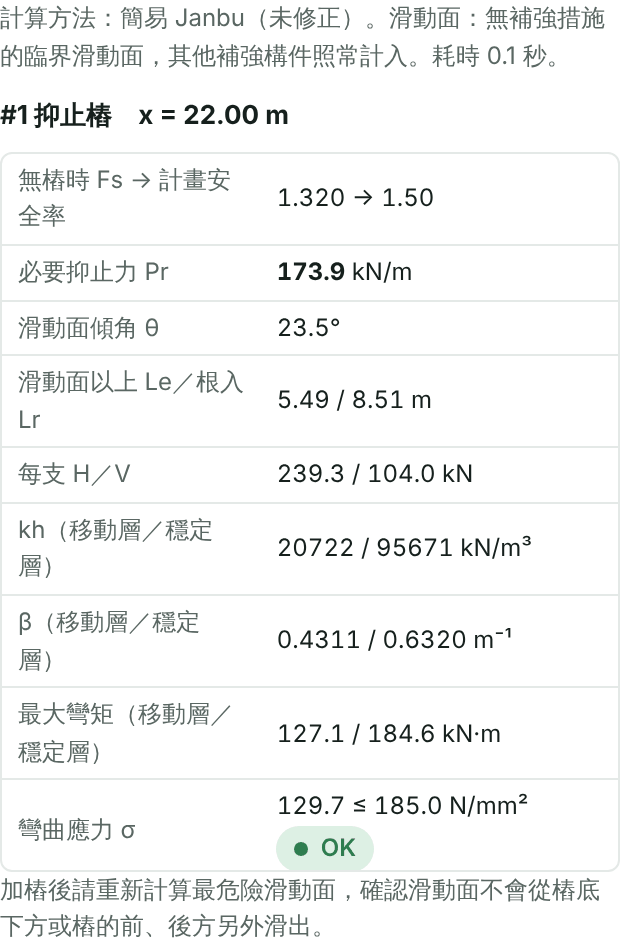 計算方法：簡易 Janbu（未修正）。滑動面：無補強措施
的臨界滑動面，其他補強構件照常計入。耗時 0.1 秒。
#1 抑止樁　x = 22.00 m
無樁時 Fs → 計畫安
全率
1.320 → 1.50
必要抑止力 Pr
173.9 kN/m
滑動面傾角 θ
23.5°
滑動面以上 Le／根入
Lr
5.49 / 8.51 m
每支 H／V
239.3 / 104.0 kN
kh（移動層／穩定
層）
20722 / 95671 kN/m³
β（移動層／穩定
層）
0.4311 / 0.6320 m⁻¹
最大彎矩（移動層／
穩定層）
127.1 / 184.6 kN·m
彎曲應力 σ
129.7 ≤ 185.0 N/mm²
● OK
加樁後請重新計算最危險滑動面，確認滑動面不會從樁底
下方或樁的前、後方另外滑出。